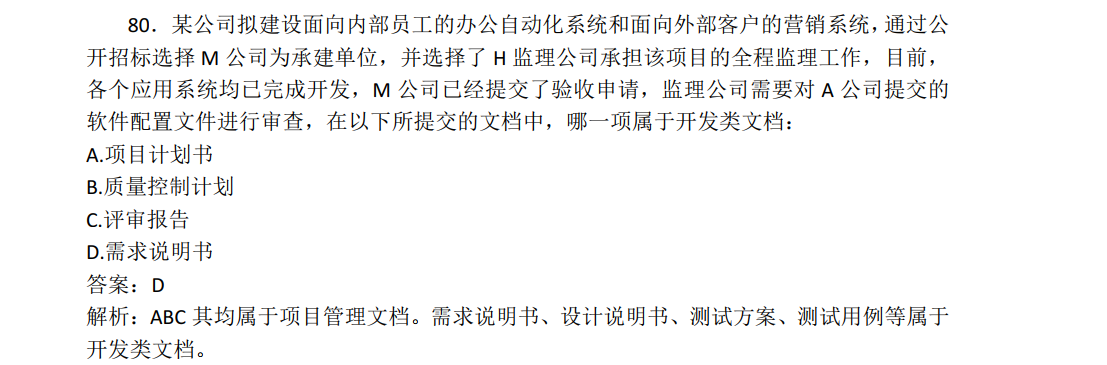 80．某公司拟建设面向内部员工的办公自动化系统和面向外部客户的营销系统，通过公
开招标选择 M 公司为承建单位，并选择了 H 监理公司承担该项目的全程监理工作，目前，
各个应用系统均已完成开发，M 公司已经提交了验收申请，监理公司需要对 A 公司提交的
软件配置文件进行审查，在以下所提交的文档中，哪一项属于开发类文档：
A.项目计划书
B.质量控制计划
C.评审报告
D.需求说明书
答案：D
解析：ABC 其均属于项目管理文档。需求说明书、设计说明书、测试方案、测试用例等属于
开发类文档。